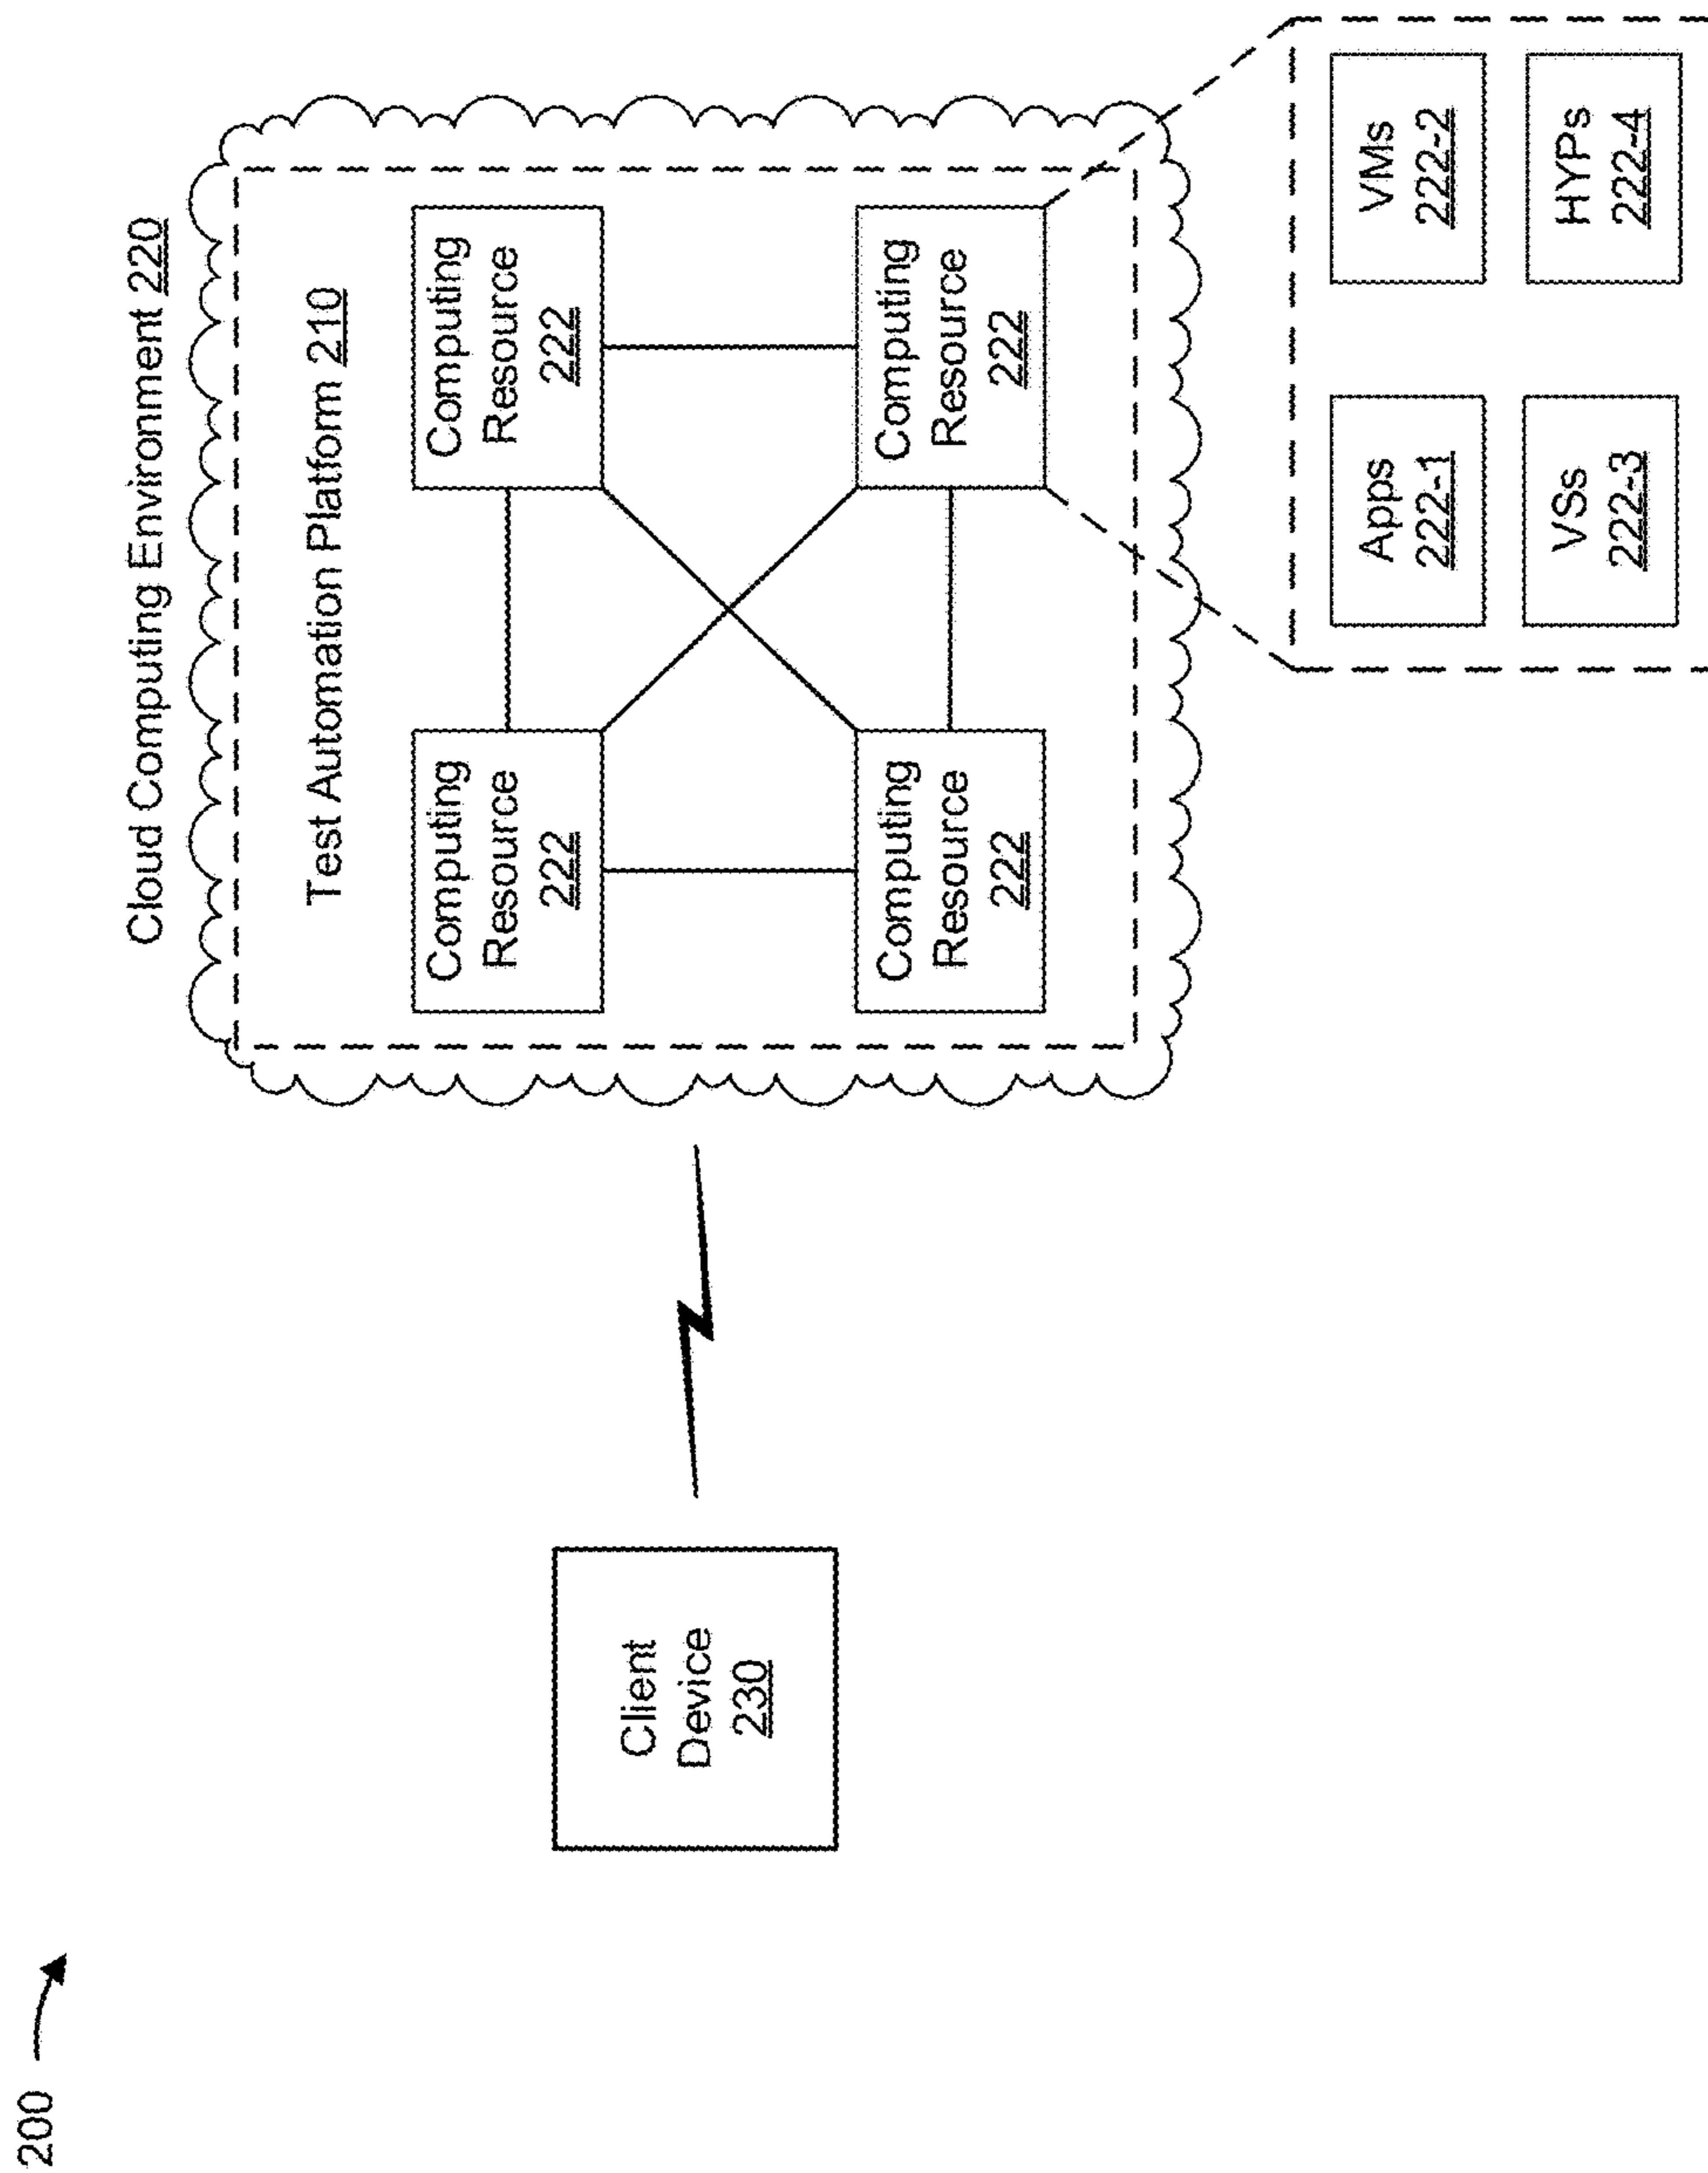 200
Cloud Computing Environment 220
Test Automation Platform 210
Computing
Resource
222
Computing
Resource
222
Client
Device
230
Computing
Resource
222
Computing
Resource
222
Apps
222-1
VMs
222-2
VSs
222-3
HYPs
222-4